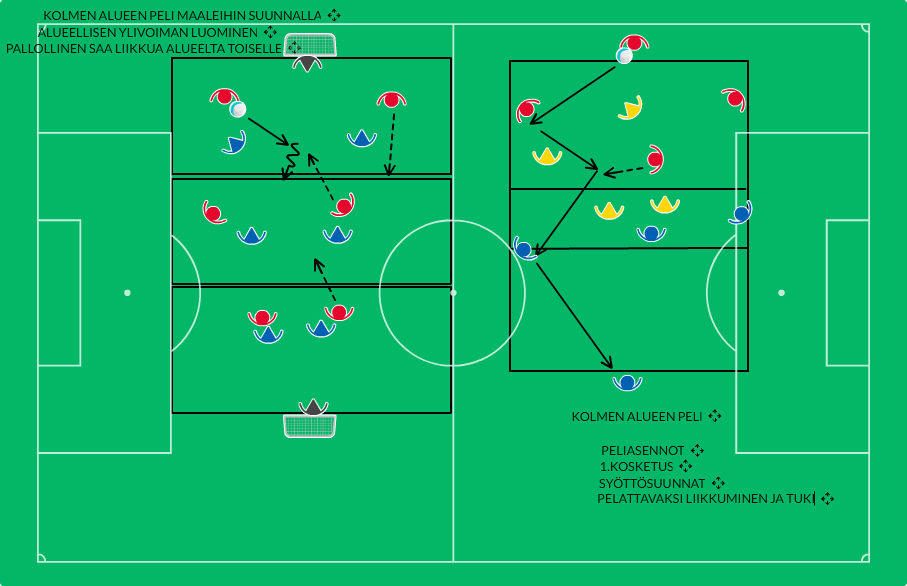 KOLMEN ALUEEN PELI MAALEIHIN SUUNNALLA
ALUEELLISEN YLIVOIMAN LUOMINEN
PALLOLLINEN SAA LIIKKUA ALUEELTA TOISELLE
KOLMEN ALUEEN PELI
PELIASENNOT
1.KOSKETUS
SYÖTTÖSUUNNAT
PELATTAVAKSI LIIKKUMINEN JA TUKI